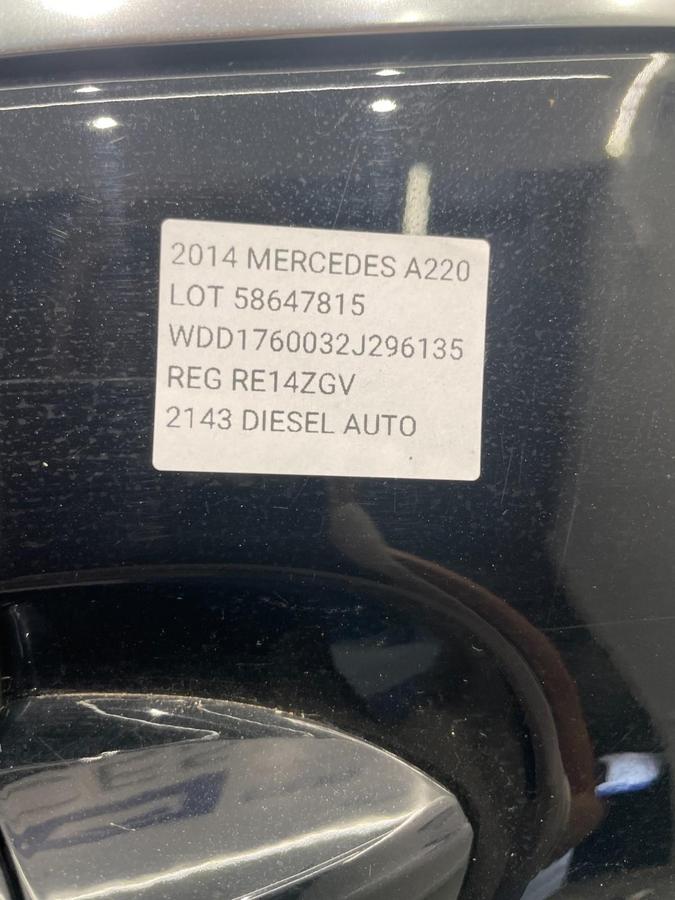 2014 MERCEDES A220
LOT 58647815
WDD1760032J296135
REG RE14ZGV
2143 DIESEL AUTO